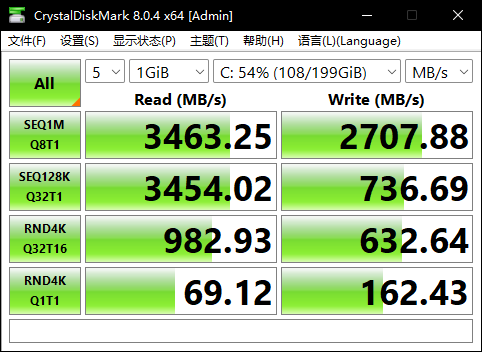 CrystalDiskMark 8.0.4 x64 [Admin]
文件(F) 设置(S) 显示状态(P) 主题(T) 帮助(H) 语言(L)(Language)
All 5 1GiB C: 54% (108/199GiB) MB/s
Read (MB/s) Write (MB/s)
SEQ1M
Q8T1 3463.25 2707.88
SEQ128K
Q32T1 3454.02 736.69
RND4K
Q32T16 982.93 632.64
RND4K
Q1T1 69.12 162.43